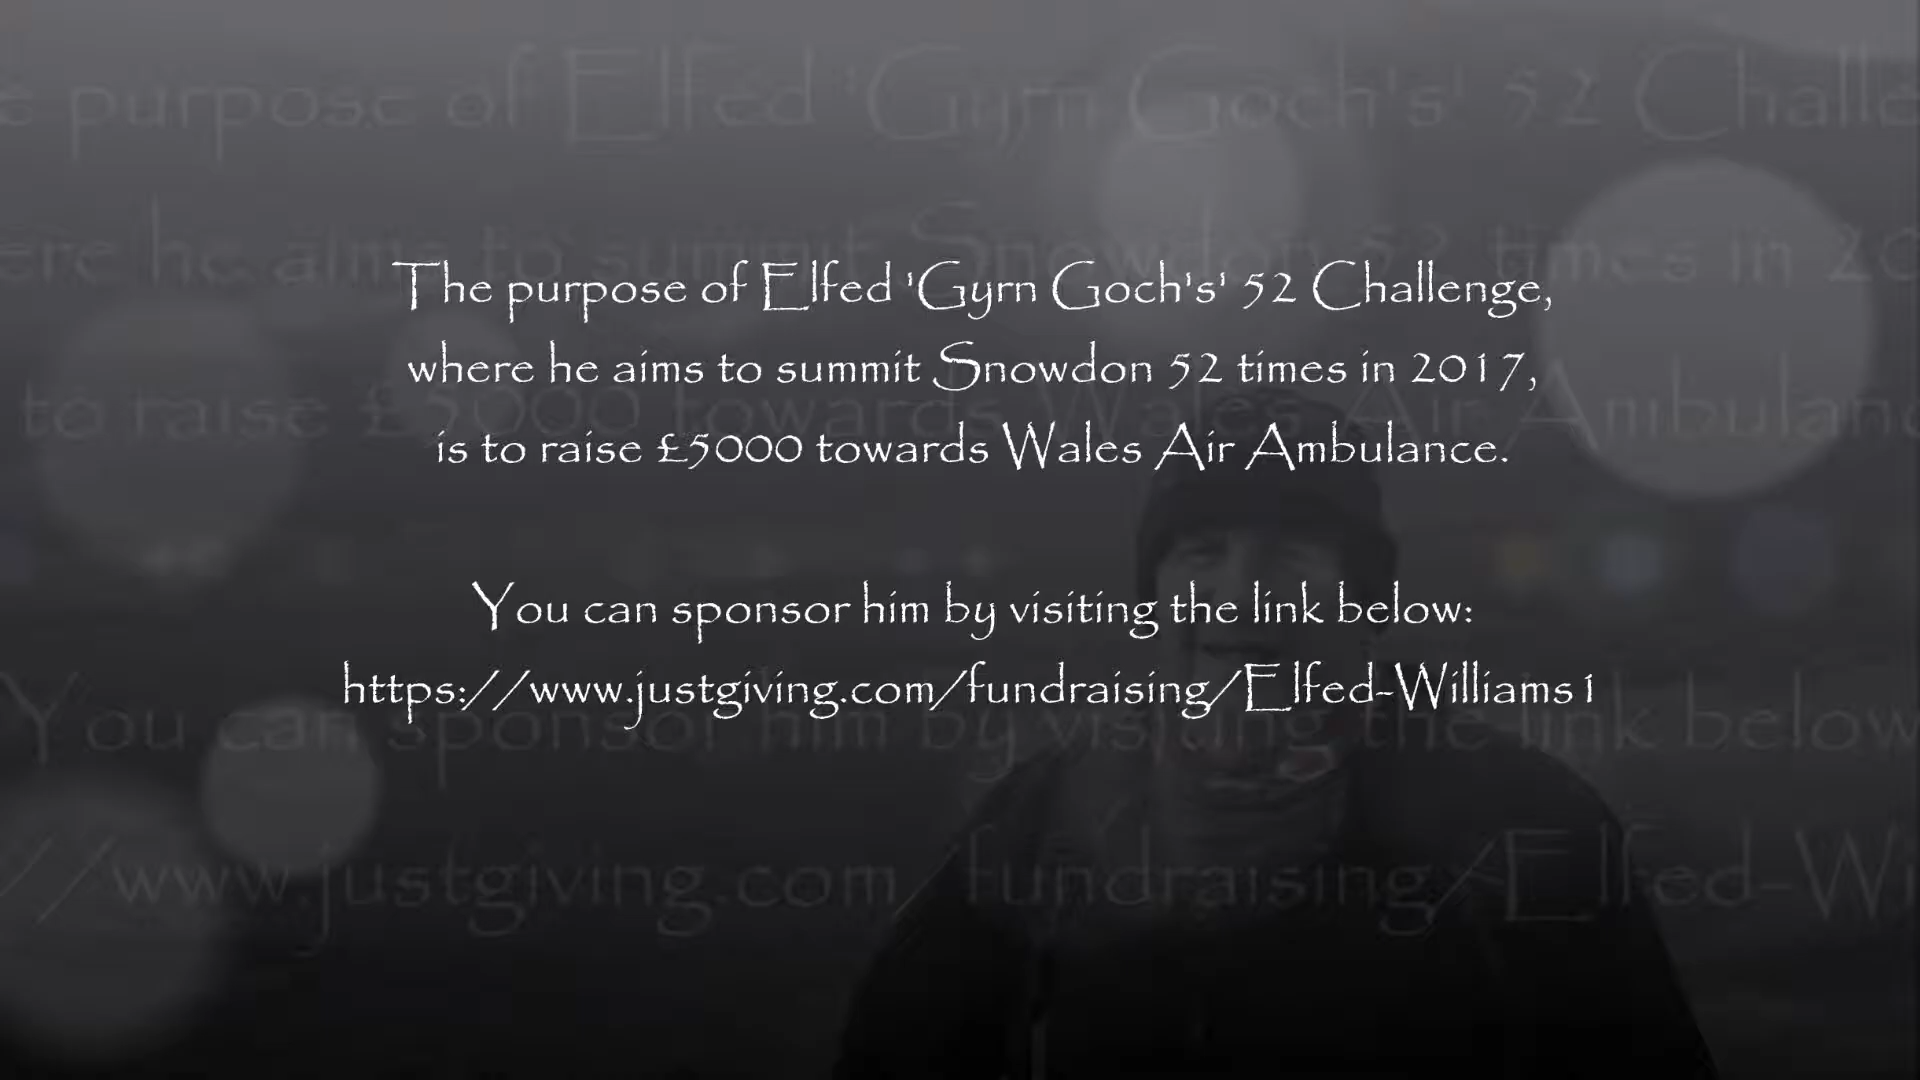 The purpose of Elfed 'Gyrn Goch's' 52 Challenge,
where he aims to summit Snowdon 52 times in 2017,
is to raise £5000 towards Wales Air Ambulance.
You can sponsor him by visiting the link below:
https://www.justgiving.com/fundraising/Elfed-Williams1